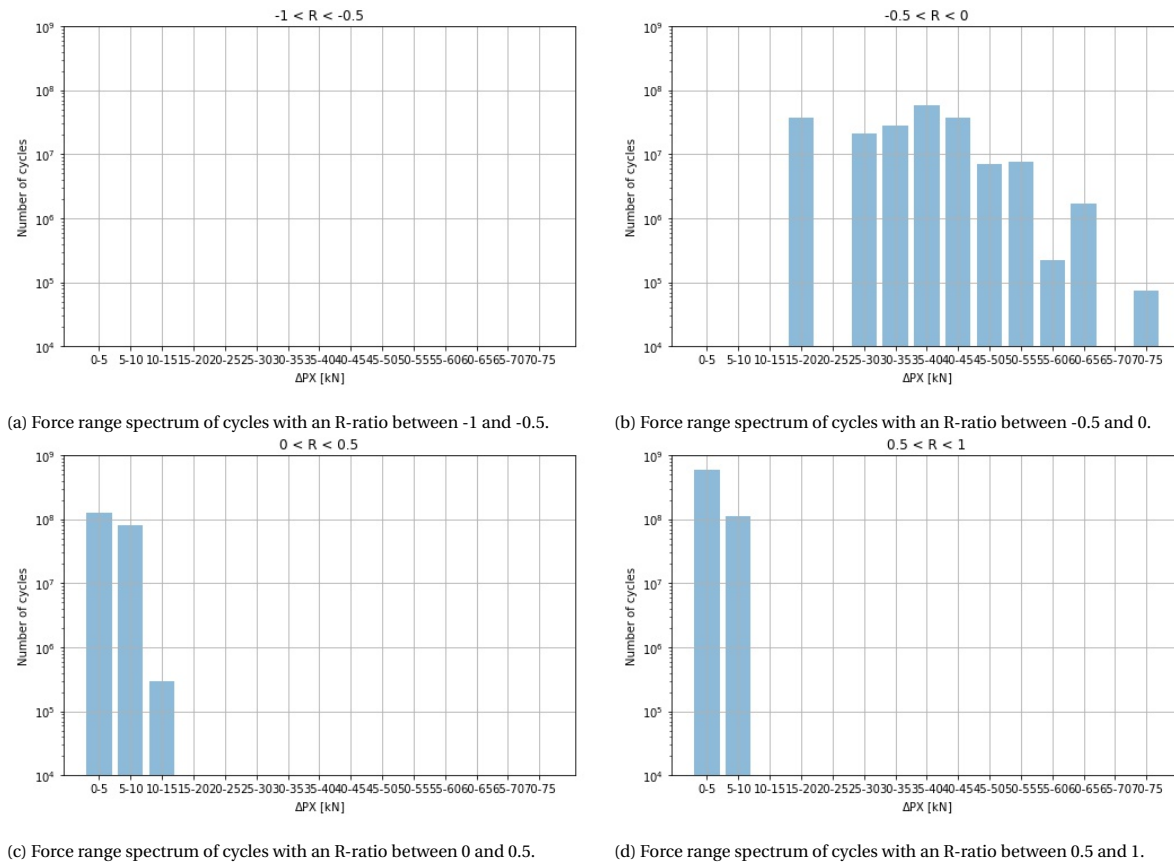 -1 < R < -0.5
10⁹
10⁸
10⁷
10⁶
10⁵
10⁴
Number of cycles
0-5 5-10 10-15 15-20 20-25 25-30 30-35 35-40 40-45 45-50 50-55 55-60 60-65 65-70 70-75
ΔPX [kN]
(a) Force range spectrum of cycles with an R-ratio between -1 and -0.5.
-0.5 < R < 0
10⁹
10⁸
10⁷
10⁶
10⁵
10⁴
Number of cycles
0-5 5-10 10-15 15-20 20-25 25-30 30-35 35-40 40-45 45-50 50-55 55-60 60-65 65-70 70-75
ΔPX [kN]
(b) Force range spectrum of cycles with an R-ratio between -0.5 and 0.
0 < R < 0.5
10⁹
10⁸
10⁷
10⁶
10⁵
10⁴
Number of cycles
0-5 5-10 10-15 15-20 20-25 25-30 30-35 35-40 40-45 45-50 50-55 55-60 60-65 65-70 70-75
ΔPX [kN]
(c) Force range spectrum of cycles with an R-ratio between 0 and 0.5.
0.5 < R < 1
10⁹
10⁸
10⁷
10⁶
10⁵
10⁴
Number of cycles
0-5 5-10 10-15 15-20 20-25 25-30 30-35 35-40 40-45 45-50 50-55 55-60 60-65 65-70 70-75
ΔPX [kN]
(d) Force range spectrum of cycles with an R-ratio between 0.5 and 1.